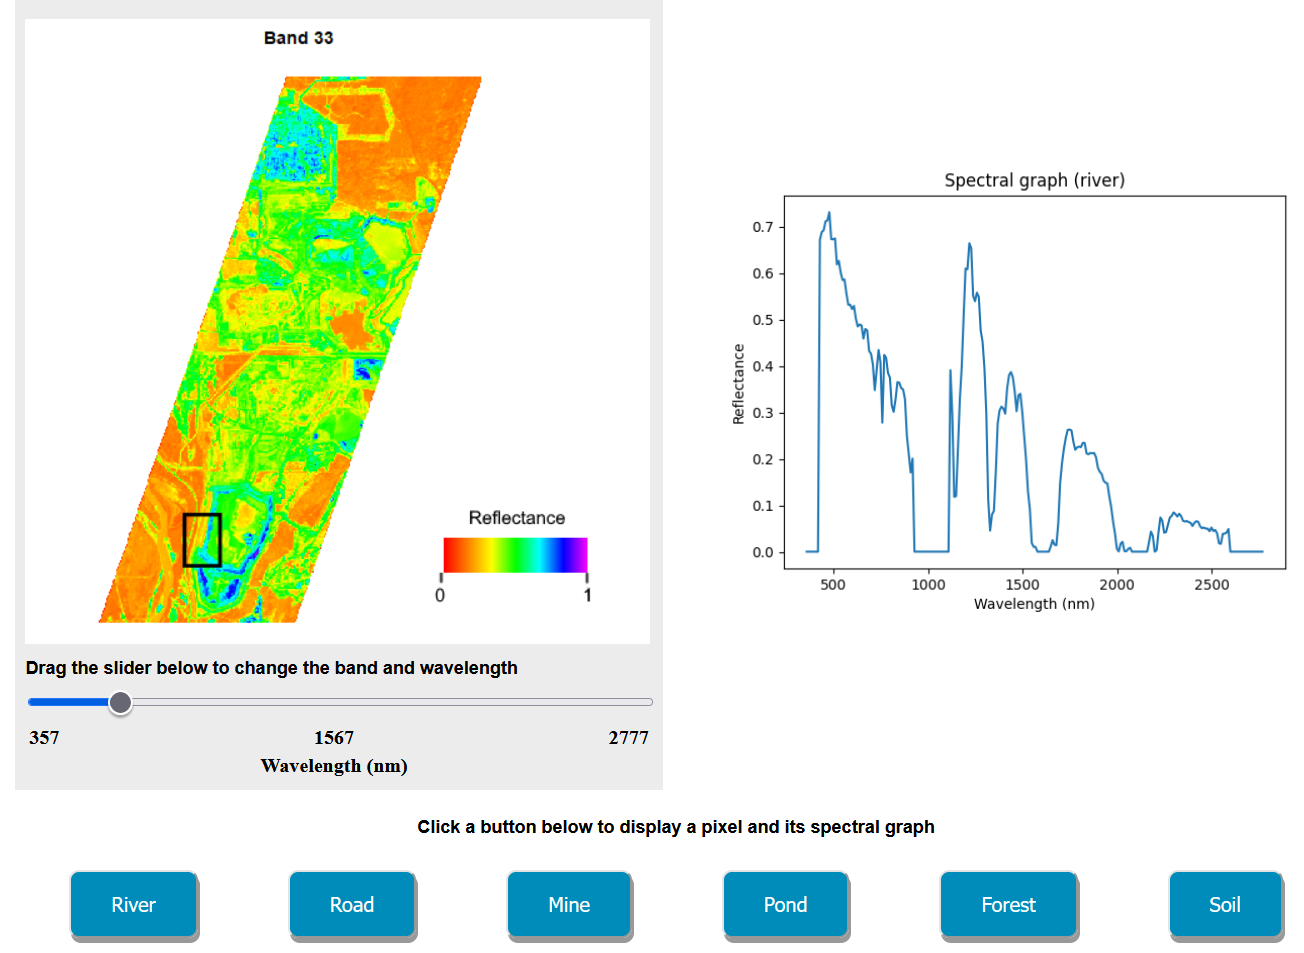 Band 33
Reflectance
0 1
Drag the slider below to change the band and wavelength
357 1567 2777
Wavelength (nm)
Spectral graph (river)
Reflectance
0.7
0.6
0.5
0.4
0.3
0.2
0.1
0.0
500 1000 1500 2000 2500
Wavelength (nm)
Click a button below to display a pixel and its spectral graph
River Road Mine Pond Forest Soil